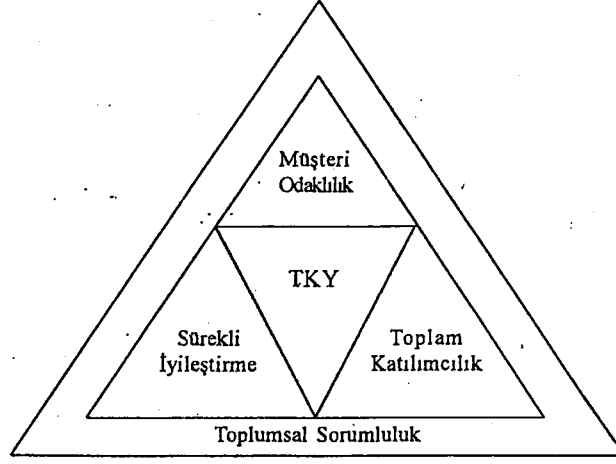 Müşteri
Odaklılık
TKY
Sürekli
İyileştirme
Toplam
Katılımcılık
Toplumsal Sorumluluk